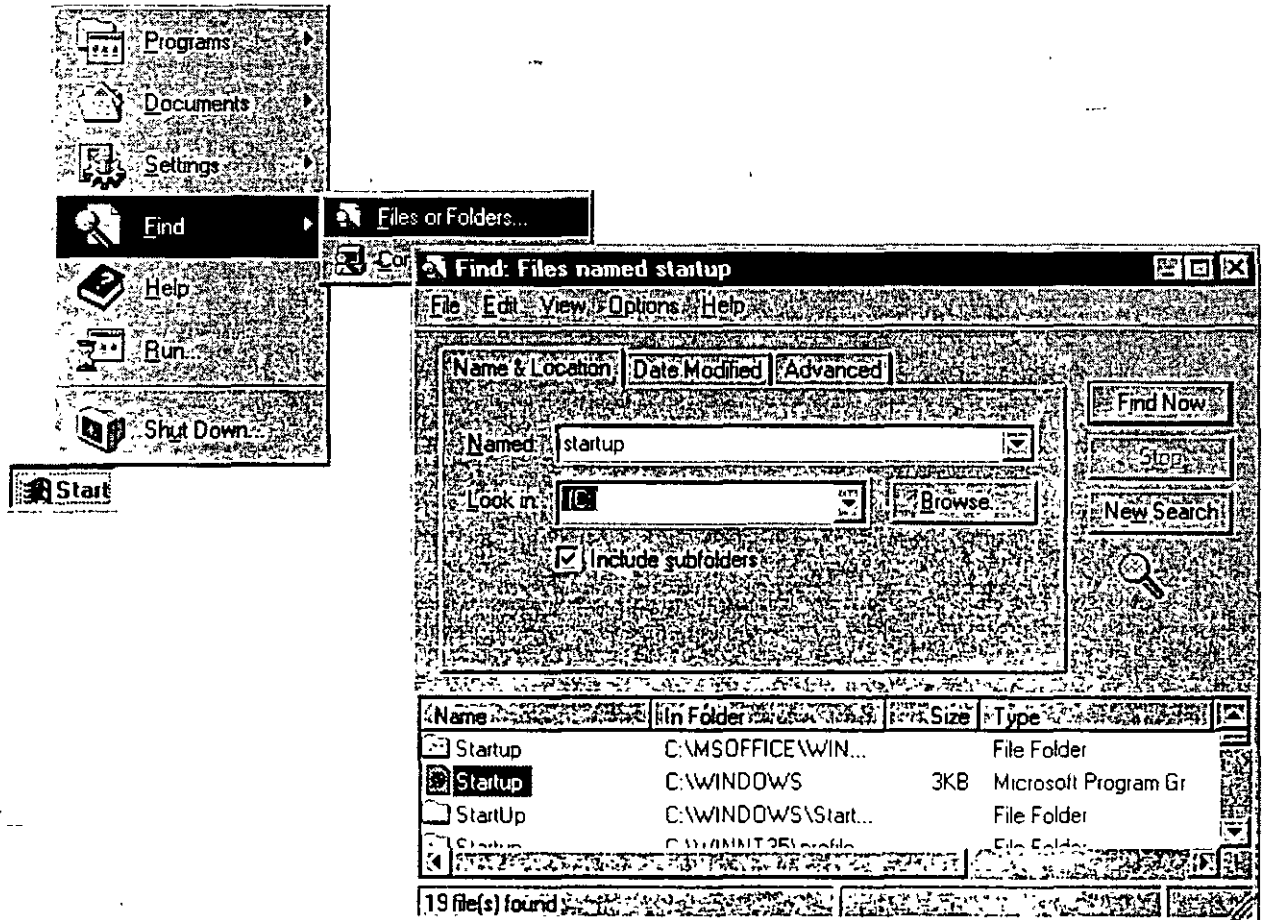 Programs
Documents
Settings
Find
Files or Folders...
Help
Run...
Shut Down...
Start
Find: Files named startup
File Edit View Options Help
Name & Location Date Modified Advanced
Find Now
Named: startup
Stop
Look in: Browse...
New Search
Include subfolders
Name In Folder Size Type
Startup C:\MSOFFICE\WIN... File Folder
Startup C:\WINDOWS 3KB Microsoft Program Gr
StartUp C:\WINDOWS\Start... File Folder
19 file(s) found